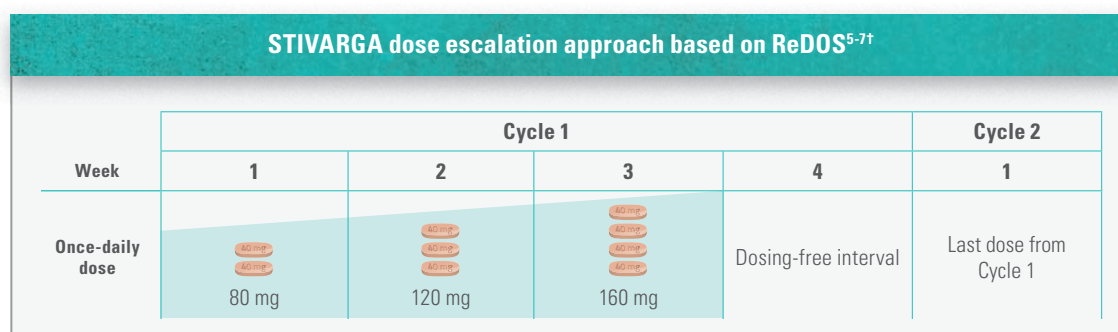 STIVARGA dose escalation approach based on ReDOS5-7†
Cycle 1
Cycle 2
Week
1
2
3
4
1
Once-daily
dose
40 mg
40 mg
80 mg
40 mg
40 mg
40 mg
120 mg
40 mg
40 mg
40 mg
40 mg
160 mg
Dosing-free interval
Last dose from
Cycle 1